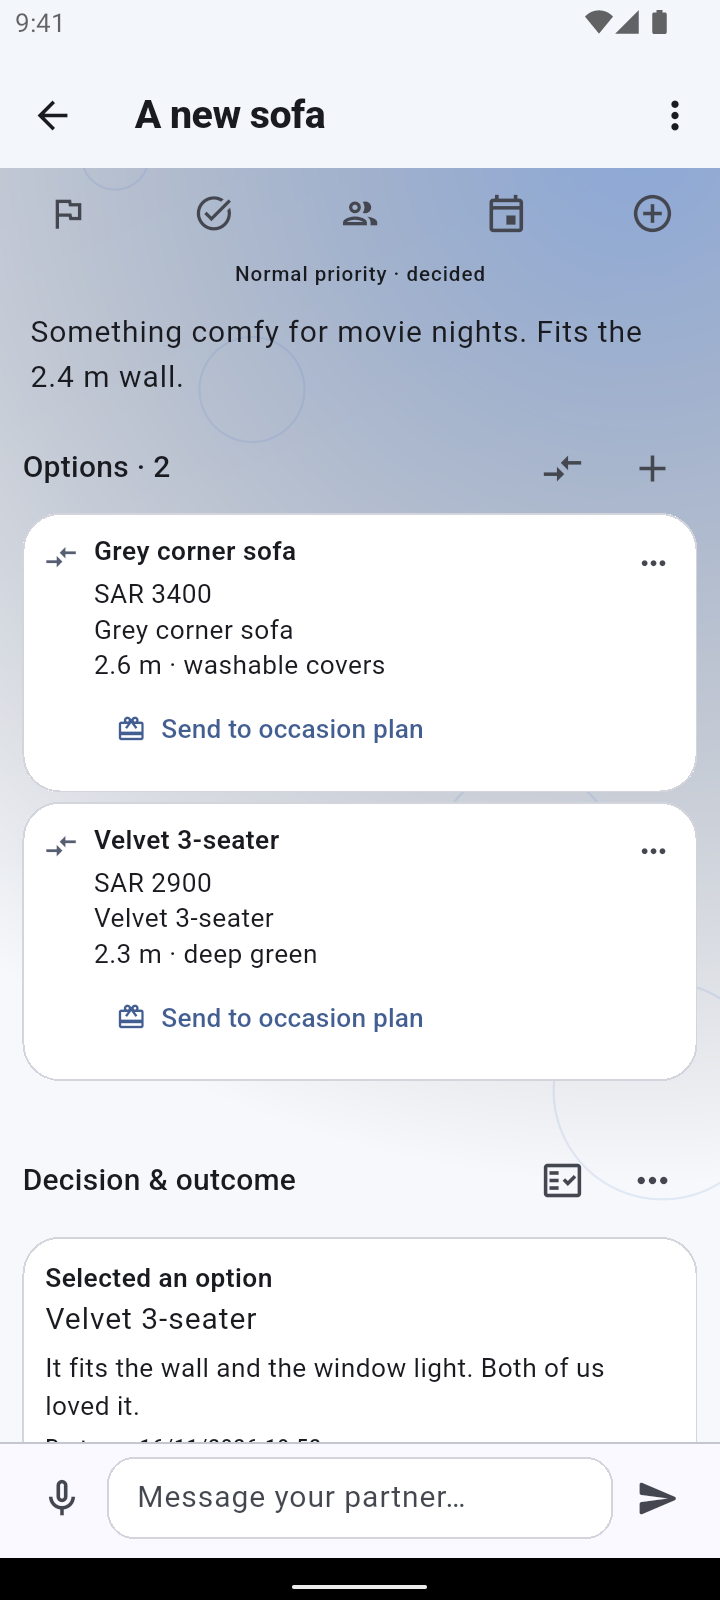 9:41
A new sofa
Normal priority · decided
Something comfy for movie nights. Fits the
2.4 m wall.
Options · 2
Grey corner sofa
SAR 3400
Grey corner sofa
2.6 m · washable covers
Send to occasion plan
Velvet 3-seater
SAR 2900
Velvet 3-seater
2.3 m · deep green
Send to occasion plan
Decision & outcome
Selected an option
Velvet 3-seater
It fits the wall and the window light. Both of us
loved it.
Message your partner…